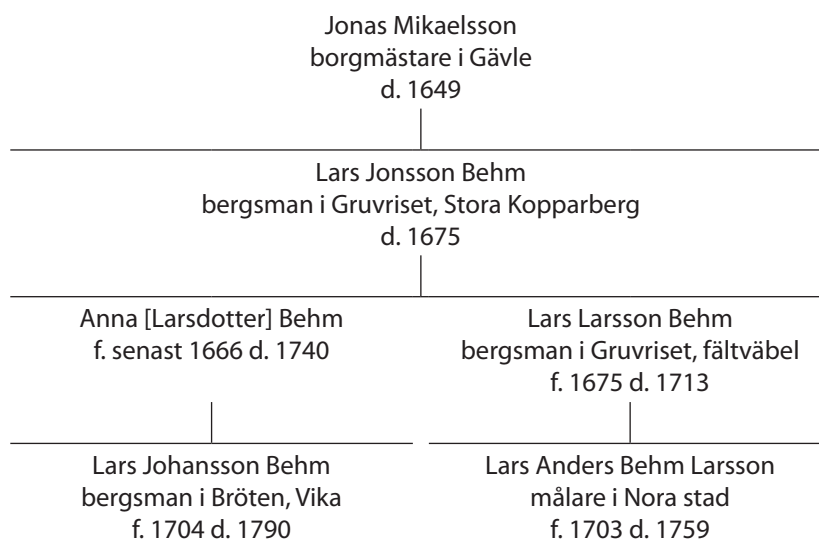 Jonas Mikaelsson
borgmästare i Gävle
d. 1649
Lars Jonsson Behm
bergsman i Gruvriset, Stora Kopparberg
d. 1675
Anna [Larsdotter] Behm
f. senast 1666 d. 1740
Lars Larsson Behm
bergsman i Gruvriset, fältväbel
f. 1675 d. 1713
Lars Johansson Behm
bergsman i Bröten, Vika
f. 1704 d. 1790
Lars Anders Behm Larsson
målare i Nora stad
f. 1703 d. 1759